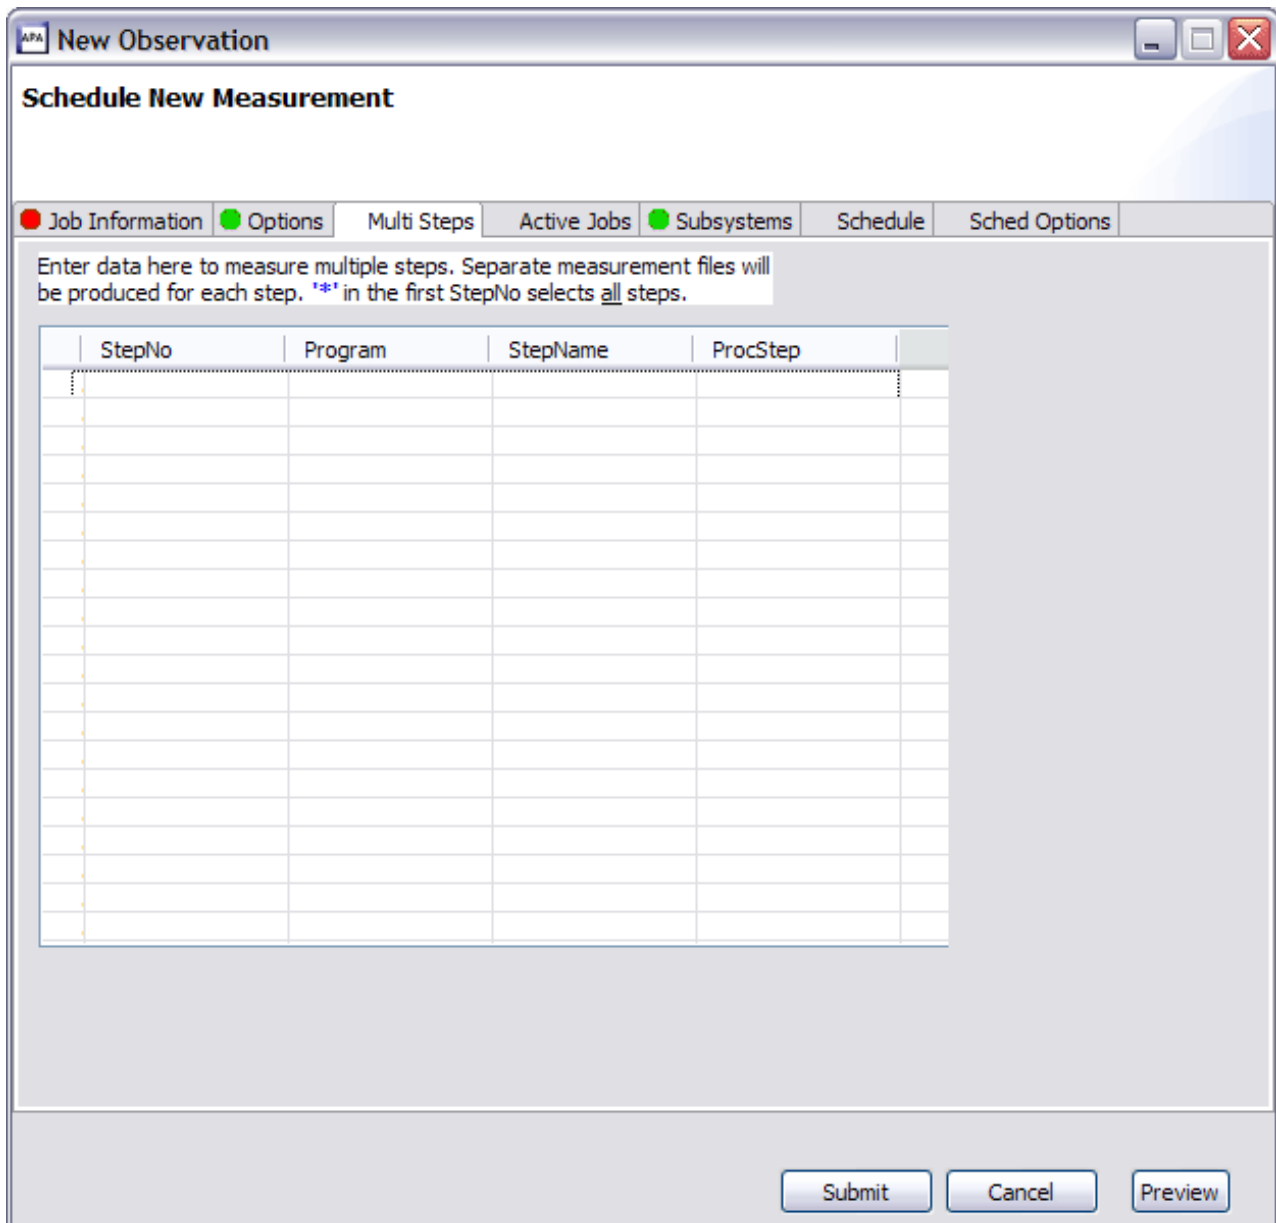 APA New Observation
Schedule New Measurement
Job Information Options Multi Steps Active Jobs Subsystems Schedule Sched Options
Enter data here to measure multiple steps. Separate measurement files will
be produced for each step. '*' in the first StepNo selects all steps.
StepNo Program StepName ProcStep
Submit Cancel Preview